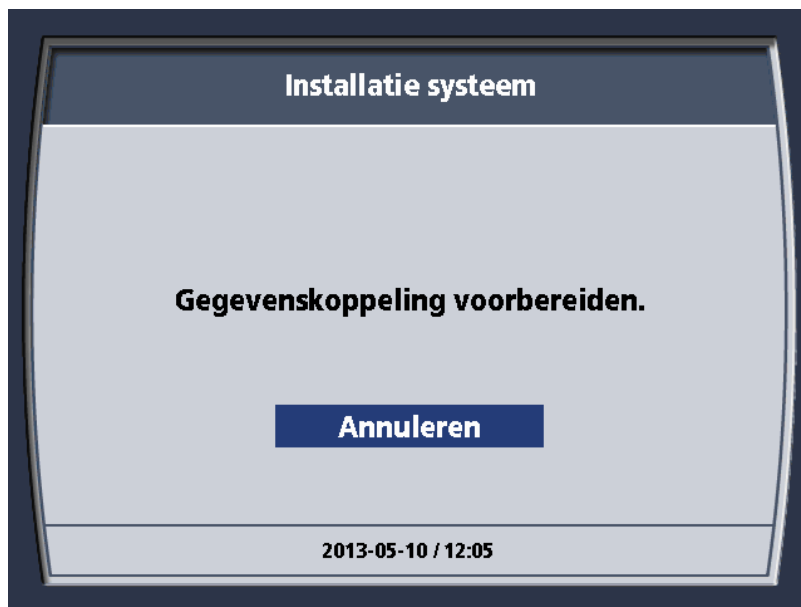 Installatie systeem
Gegevenskoppeling voorbereiden.
Annuleren
2013-05-10 / 12:05